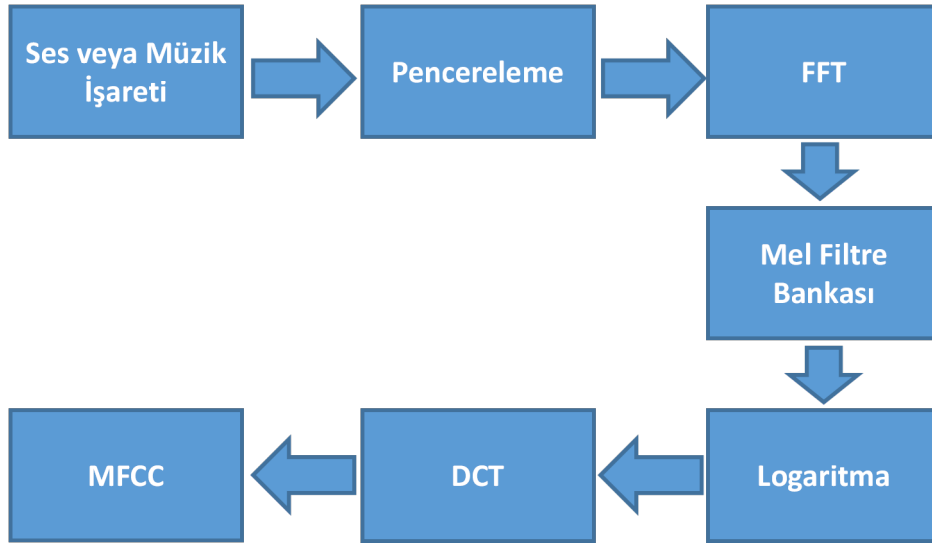 Ses veya Müzik
İşareti
Pencereleme
FFT
Mel Filtre
Bankası
Logaritma
DCT
MFCC